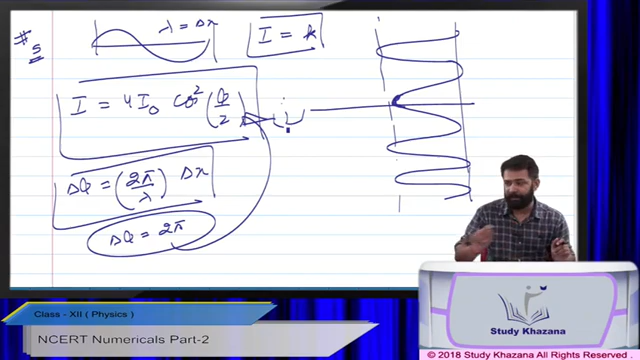 # 5
λ = Δx
I = k
I = 4 I₀ cos² (φ/2)
Δφ = (2π/λ) Δx
Δφ = 2π
Study Khazana
Class - XII ( Physics )
NCERT Numericals Part-2
© 2018 Study Khazana. All Rights Reserved.